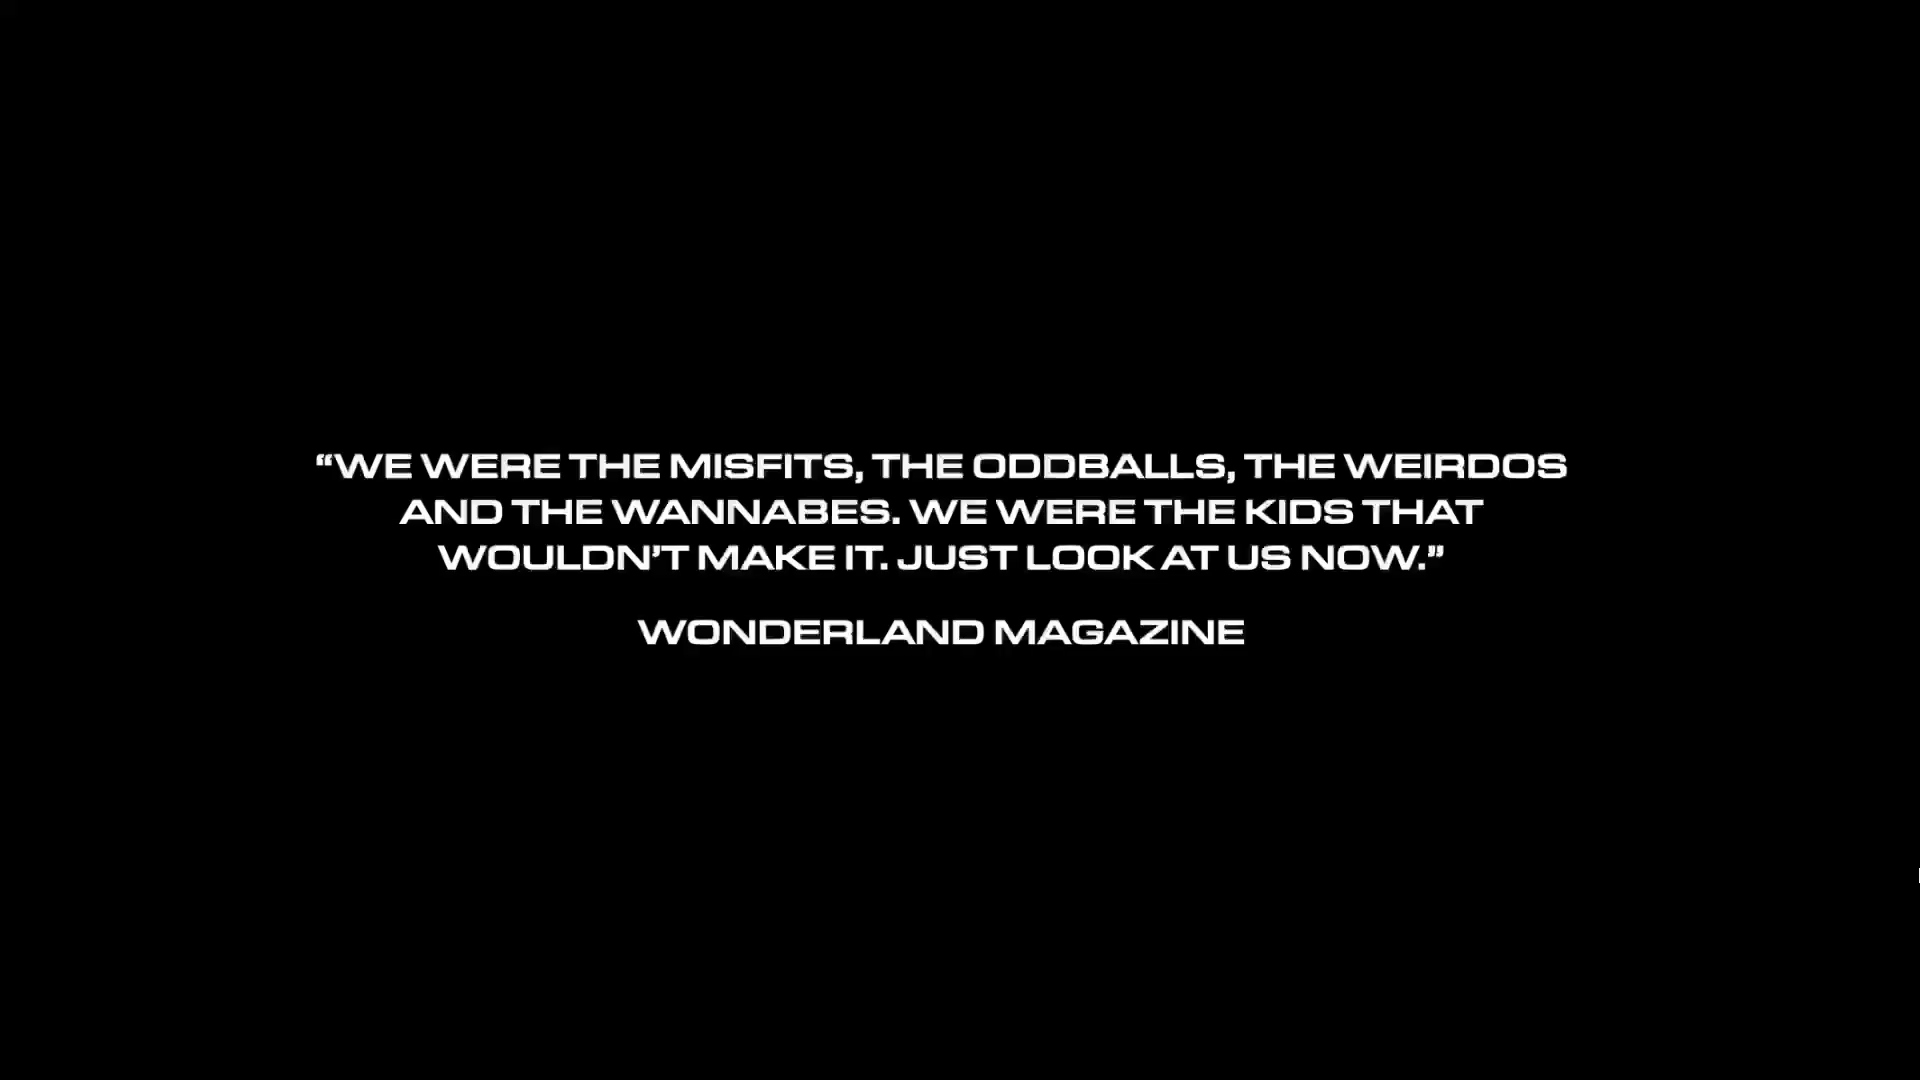 “WE WERE THE MISFITS, THE ODDBALLS, THE WEIRDOS
AND THE WANNABES. WE WERE THE KIDS THAT
WOULDN’T MAKE IT. JUST LOOK AT US NOW.”
WONDERLAND MAGAZINE